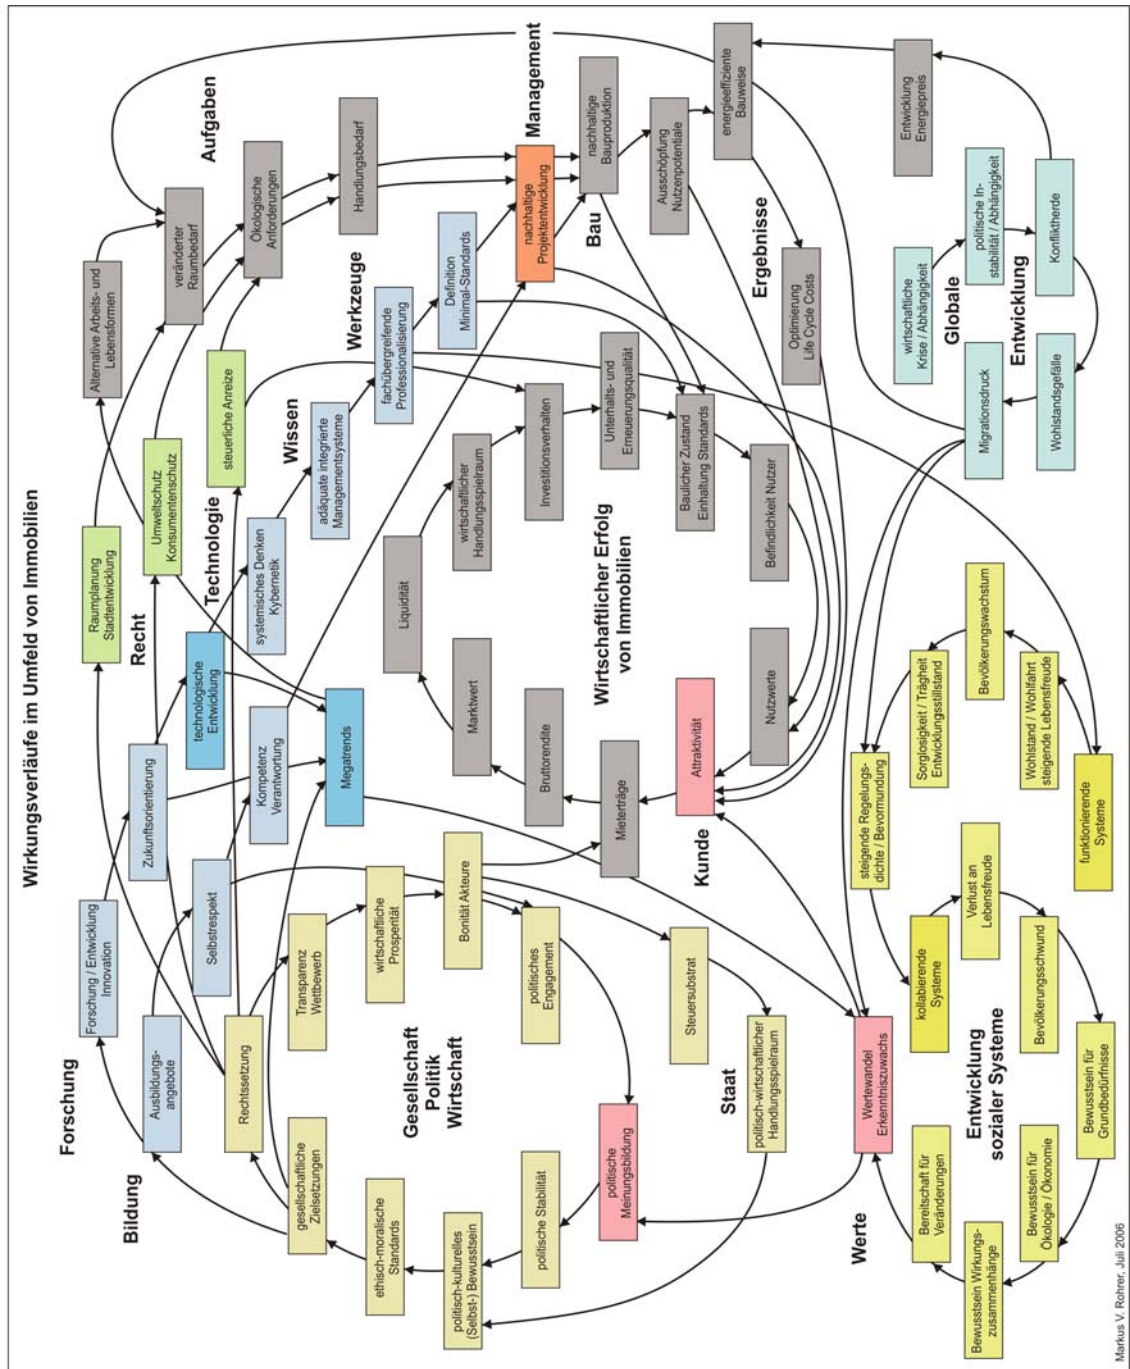 Wirkungsverläufe im Umfeld von Immobilien
Forschung
Forschung / Entwicklung
Innovation
Bildung
Ausbildungs-
angebote
Zukunftsorientierung
Selbstrespekt
technologische
Entwicklung
Kompetenz
Verantwortung
Megatrends
Recht
Raumplanung
Stadtentwicklung
Umweltschutz
Konsumentenschutz
steuerliche Anreize
Technologie
systemisches Denken
Kybernetik
Wissen
adäquate integrierte
Managementsysteme
Werkzeuge
fachübergreifende
Professionalisierung
Definition
Minimal-Standards
Aufgaben
Alternative Arbeits- und
Lebensformen
veränderter
Raumbedarf
Ökologische
Anforderungen
Handlungsbedarf
Management
nachhaltige
Projektentwicklung
Bau
nachhaltige
Bauproduktion
Ausschöpfung
Nutzenpotentiale
energieeffiziente
Bauweise
Ergebnisse
Optimierung
Life Cycle Costs
Entwicklung
Energiepreis
Rechtssetzung
gesellschaftliche
Zielsetzungen
Transparenz
Wettbewerb
wirtschaftliche
Prosperität
Bonität Akteure
politisches
Engagement
Gesellschaft
Politik
Wirtschaft
ethisch-moralische
Standards
politisch-kulturelles
(Selbst-) Bewusstsein
politische Stabilität
politische
Meinungsbildung
Staat
Steuersubstrat
politisch-wirtschaftlicher
Handlungsspielraum
Liquidität
wirtschaftlicher
Handlungsspielraum
Investitionsverhalten
Unterhalts- und
Erneuerungsqualität
Baulicher Zustand
Einhaltung Standards
Befindlichkeit Nutzer
Nutzwerte
Wirtschaftlicher Erfolg
von Immobilien
Marktwert
Bruttorendite
Mieterträge
Attraktivität
Kunde
Werte
Wertewandel
Erkenntniszuwachs
Globale
Entwicklung
wirtschaftliche
Krise / Abhängigkeit
politische In-
stabilität / Abhängigkeit
Konfliktherde
Wohlstandsgefälle
Migrationsdruck
Entwicklung
sozialer Systeme
steigende Regelungs-
dichte / Bevormundung
Sorglosigkeit / Trägheit
Entwicklungsstillstand
Bevölkerungswachstum
Wohlstand / Wohlfahrt
steigende Lebensfreude
funktionierende
Systeme
kollabierende
Systeme
Verlust an
Lebensfreude
Bevölkerungsschwund
Bewusstsein für
Grundbedürfnisse
Bewusstsein für
Ökologie / Ökonomie
Bewusstsein Wirkungs-
zusammenhänge
Bereitschaft für
Veränderungen
Markus V. Rohrer, Juli 2006